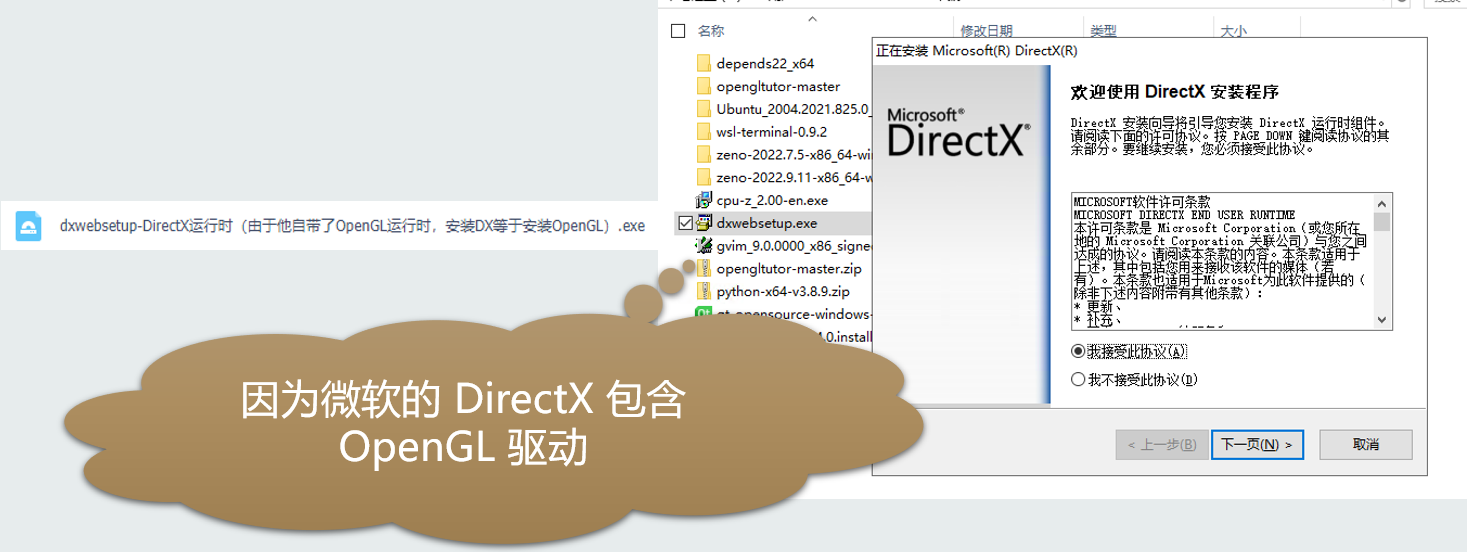 名称
修改日期
类型
大小
depends22_x64
opengltutor-master
Ubuntu_2004.2021.825.0_
wsl-terminal-0.9.2
zeno-2022.7.5-x86_64-wi
zeno-2022.9.11-x86_64-w
cpu-z_2.00-en.exe
dxwebsetup.exe
gvim_9.0.0000_x86_signe
opengltutor-master.zip
python-x64-v3.8.9.zip
qt-opensource-windows-
4.0.install
dxwebsetup-DirectX运行时（由于他自带了OpenGL运行时，安装DX等于安装OpenGL）.exe
正在安装 Microsoft(R) DirectX(R)
Microsoft®
DirectX®
欢迎使用 DirectX 安装程序
DirectX 安装向导将引导您安装 DirectX 运行时组件。
请阅读下面的许可协议。按 PAGE DOWN 键阅读协议的其
余部分。要继续安装，您必须接受此协议。
MICROSOFT软件许可条款
MICROSOFT DIRECTX END USER RUNTIME
本许可条款是 Microsoft Corporation（或您所在
地的 Microsoft Corporation 关联公司）与您之间
达成的协议。请阅读本条款的内容。本条款适用于
上述，其中包括您用来接收该软件的媒体（若
有）。本条款也适用于Microsoft为此软件提供的（
除非下述内容附带有其他条款）：
* 更新、
* 补充、
我接受此协议(A)
我不接受此协议(D)
< 上一步(B)
下一页(N) >
取消
因为微软的 DirectX 包含
OpenGL 驱动